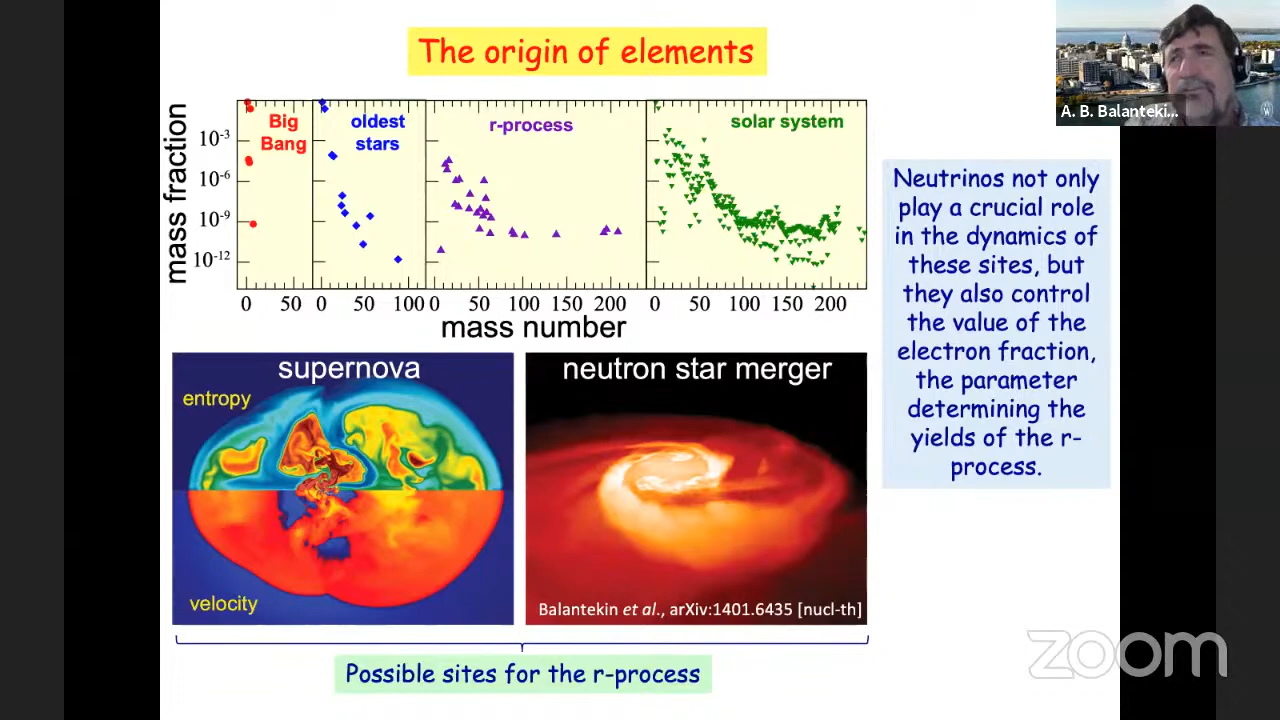 The origin of elements
A. B. Balanteki...
mass fraction
10-3
10-6
10-9
10-12
Big
Bang
oldest
stars
r-process
solar system
0 50 0 50 100 0 50 100 150 200 0 50 100 150 200
mass number
Neutrinos not only
play a crucial role
in the dynamics of
these sites, but
they also control
the value of the
electron fraction,
the parameter
determining the
yields of the r-
process.
supernova
entropy
velocity
neutron star merger
Balantekin et al., arXiv:1401.6435 [nucl-th]
Possible sites for the r-process
zoom